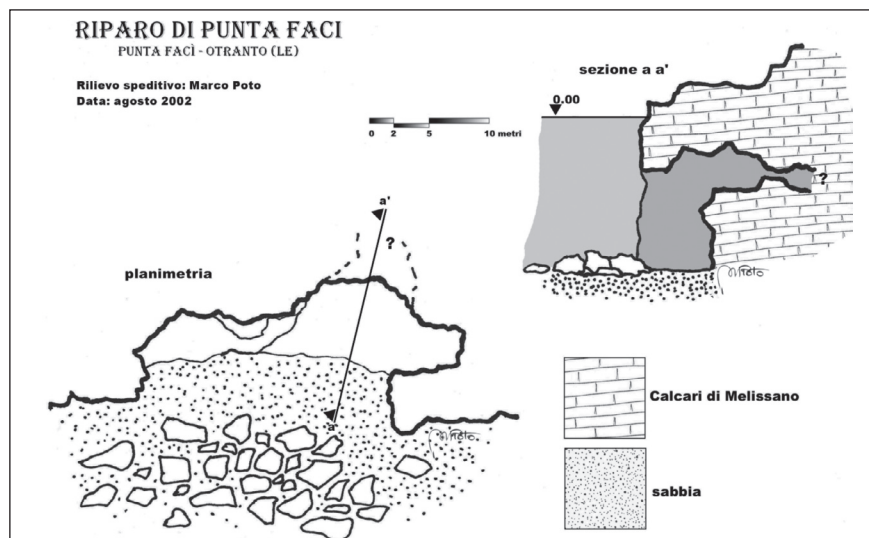 RIPARO DI PUNTA FACI
PUNTA FACÌ - OTRANTO (LE)
Rilievo speditivo: Marco Poto
Data: agosto 2002
0 2 5 10 metri
sezione a a'
0.00
?
a'
?
planimetria
a
Calcari di Melissano
sabbia